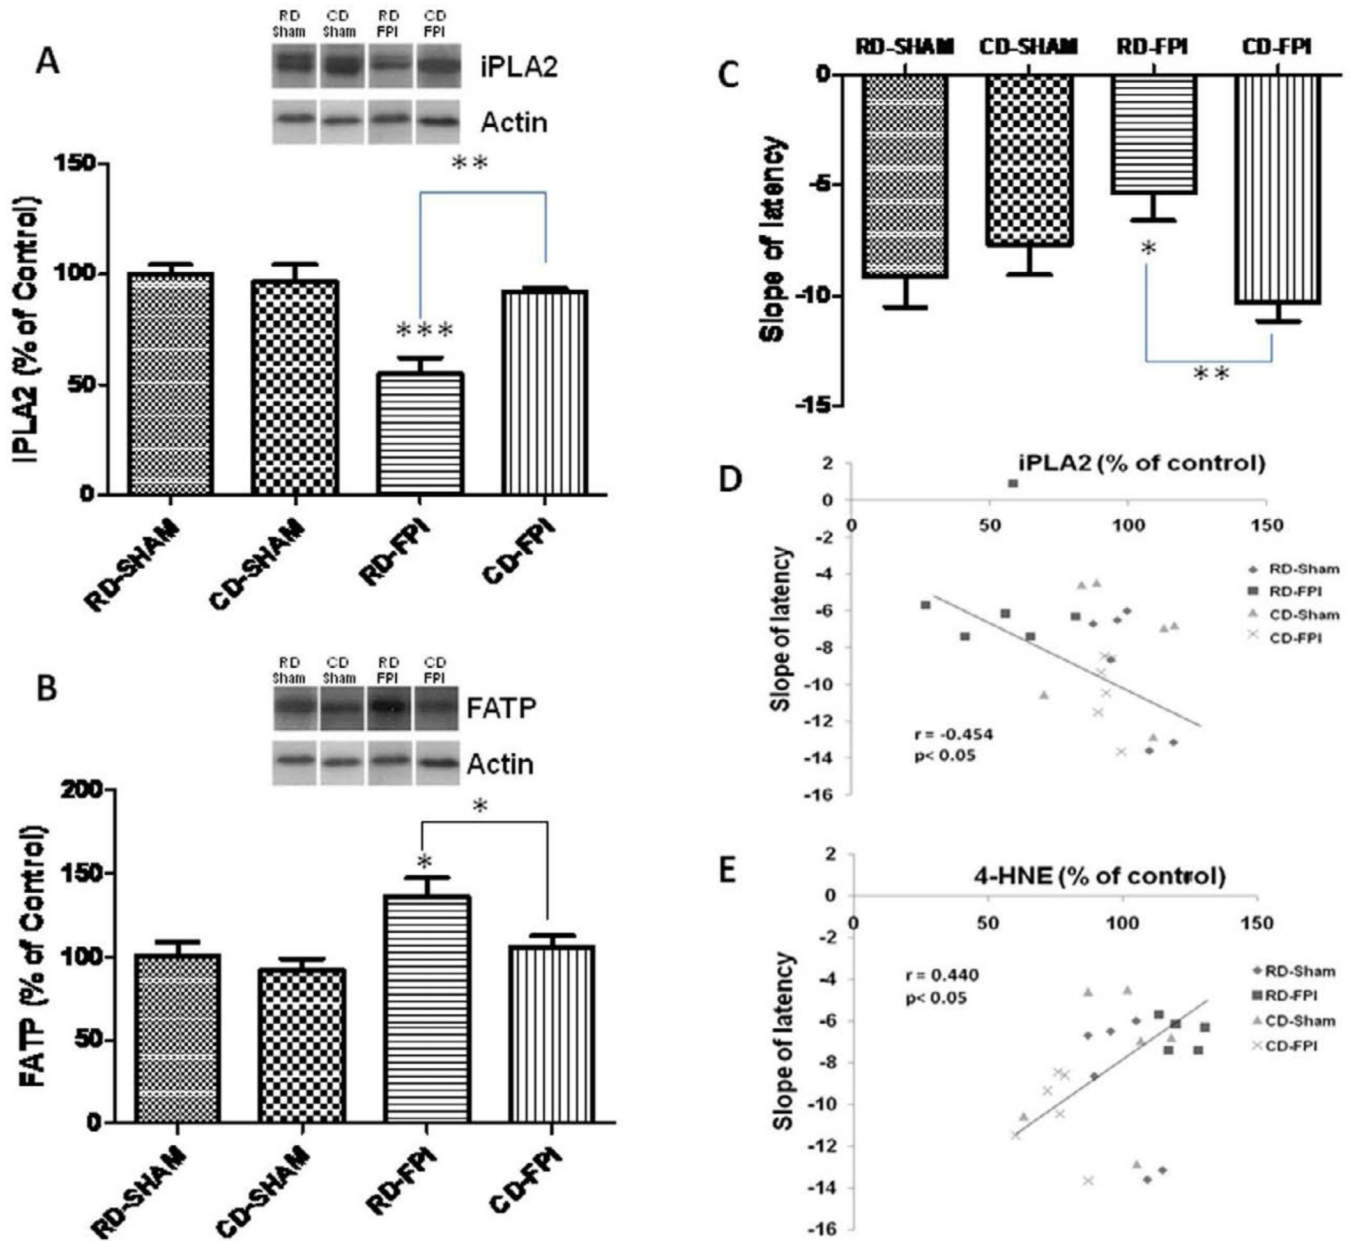 A
RD Sham
CD Sham
RD FPI
CD FPI
iPLA2
Actin
**
150
100
50
0
***
IPLA2 (% of Control)
RD-SHAM
CD-SHAM
RD-FPI
CD-FPI
B
RD Sham
CD Sham
RD FPI
CD FPI
FATP
Actin
*
200
150
100
50
0
*
FATP (% of Control)
RD-SHAM
CD-SHAM
RD-FPI
CD-FPI
C
RD-SHAM
CD-SHAM
RD-FPI
CD-FPI
0
-5
-10
-15
Slope of latency
*
**
D
iPLA2 (% of control)
2
0
-2
-4
-6
-8
-10
-12
-14
-16
0
50
100
150
Slope of latency
RD-Sham
RD-FPI
CD-Sham
CD-FPI
r = -0.454
p< 0.05
E
4-HNE (% of control)
2
0
-2
-4
-6
-8
-10
-12
-14
-16
0
50
100
150
Slope of latency
r = 0.440
p< 0.05
RD-Sham
RD-FPI
CD-Sham
CD-FPI